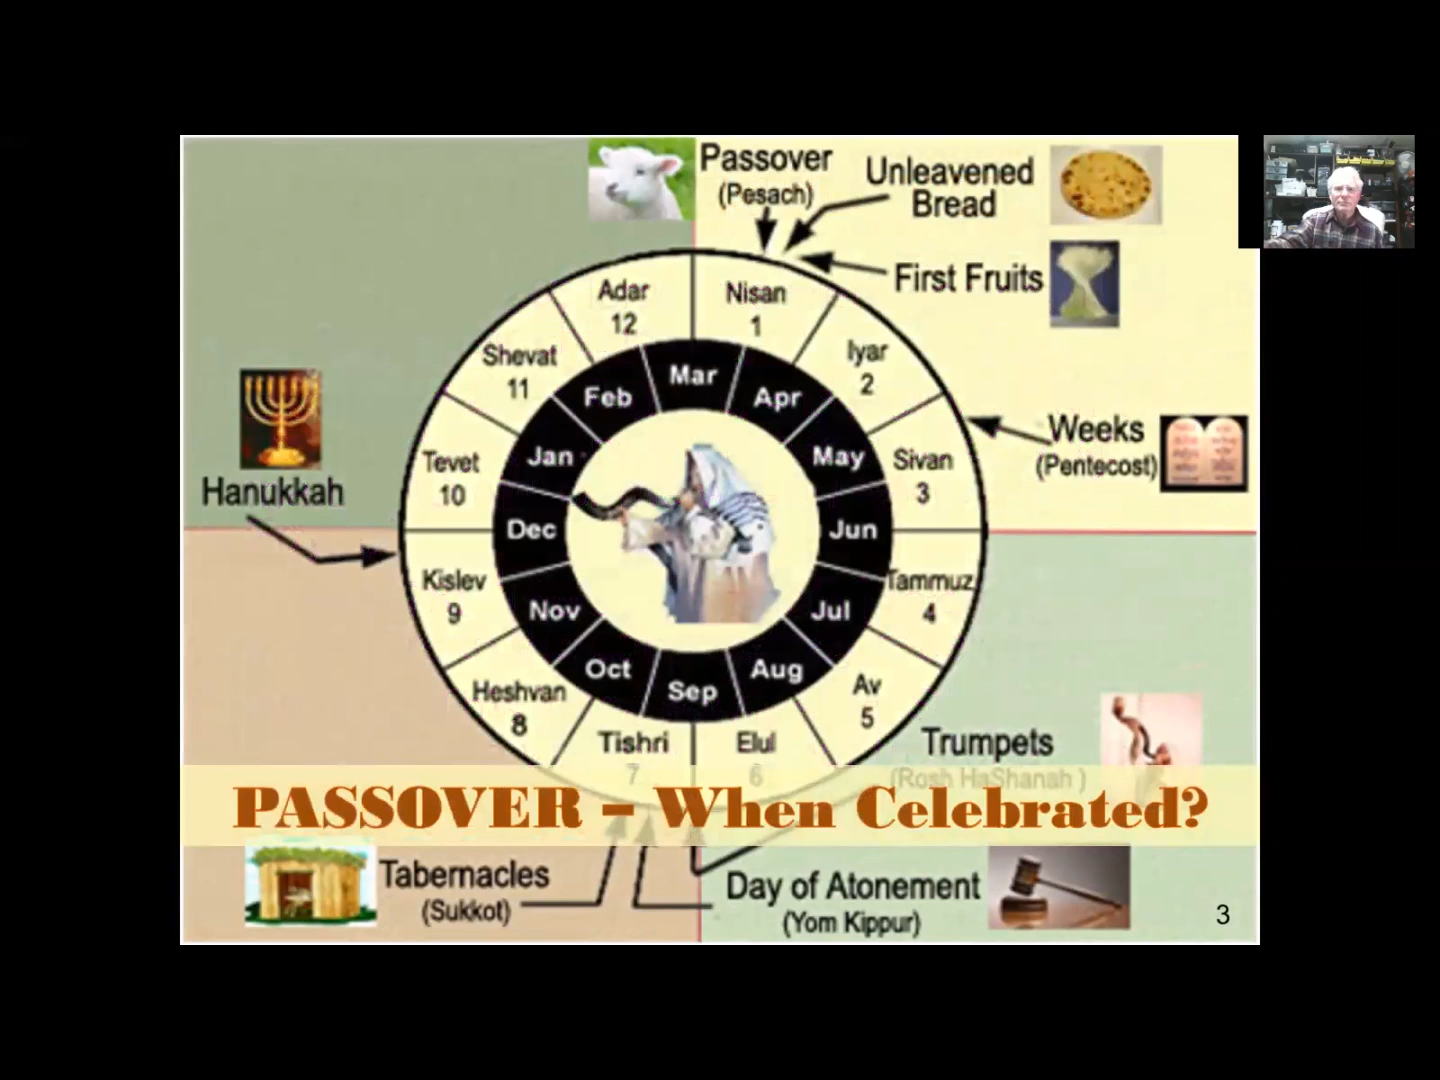 Passover
(Pesach)
Unleavened
Bread
First Fruits
Adar
12
Nisan
1
Shevat
11
Iyar
2
Feb
Mar
Apr
Weeks
(Pentecost)
Tevet
10
Jan
May
Sivan
3
Hanukkah
Dec
Jun
Kislev
9
Nov
Jul
Tammuz
4
Heshvan
8
Oct
Sep
Aug
Av
5
Tishri
7
Elul
6
Trumpets
(Rosh HaShanah )
PASSOVER – When Celebrated?
Tabernacles
(Sukkot)
Day of Atonement
(Yom Kippur)
3